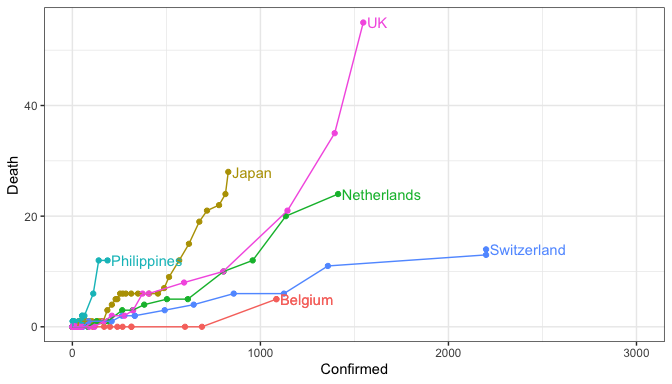 UK
40
Japan
Death
Netherlands
20
Switzerland
Philippines
Belgium
0
0
1000
2000
3000
Confirmed